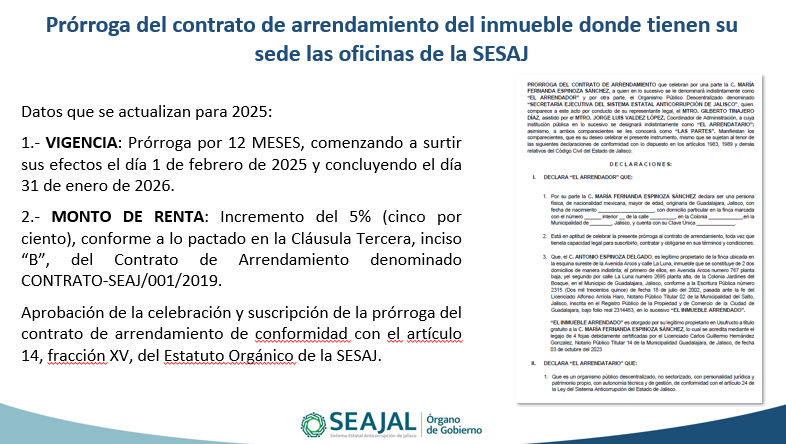 Prórroga del contrato de arrendamiento del inmueble donde tienen su
sede las oficinas de la SESAJ
Datos que se actualizan para 2025:
1.- VIGENCIA: Prórroga por 12 MESES, comenzando a surtir
sus efectos el día 1 de febrero de 2025 y concluyendo el día
31 de enero de 2026.
2.- MONTO DE RENTA: Incremento del 5% (cinco por
ciento), conforme a lo pactado en la Cláusula Tercera, inciso
“B”, del Contrato de Arrendamiento denominado
CONTRATO-SEAJ/001/2019.
Aprobación de la celebración y suscripción de la prórroga del
contrato de arrendamiento de conformidad con el artículo
14, fracción XV, del Estatuto Orgánico de la SESAJ.
PRORROGA DEL CONTRATO DE ARRENDAMIENTO que celebran por una parte la C. MARÍA
FERNANDA ESPINOZA SÁNCHEZ, a quien en lo sucesivo se le denominará indistintamente como
"EL ARRENDADOR" y por otra parte, el Organismo Público Descentralizado denominado
"SECRETARÍA EJECUTIVA DEL SISTEMA ESTATAL ANTICORRUPCIÓN DE JALISCO", quien
comparece a este acto por conducto de su representante legal, el MTRO. GILBERTO TINAJERO
DÍAZ, asistido por el MTRO. JORGE LUIS VALDEZ LÓPEZ, Coordinador de Administración, a cuya
institución pública en lo sucesivo se designará indistintamente como "EL ARRENDATARIO";
asimismo, a ambos comparecientes se les conocerá como "LAS PARTES". Manifiestan los
comparecientes, que es su deseo celebrar el presente instrumento, mismo que se sujetan al tenor de
las siguientes declaraciones de conformidad con lo dispuesto en los artículos 1983, 1989 y demás
relativos del Código Civil del Estado de Jalisco.
D E C L A R A C I O N E S :
I. DECLARA "EL ARRENDADOR" QUE:
1. Por su parte la C. MARÍA FERNANDA ESPINOZA SÁNCHEZ declara ser una persona
física, de nacionalidad mexicana, mayor de edad, originaria de Guadalajara, Jalisco, con
fecha de nacimiento, con domicilio particular en la finca marcada
con el número interior de la calle, en la Colonia, en la
Municipalidad de, Jalisco, y cuenta con su Clave Única
2. Está en aptitud de celebrar la presente prórroga al contrato de arrendamiento, toda vez que
tenería capacidad legal para suscribirlo, contratar y obligarse en sus términos y condiciones.
3. Que, el C. ANTONIO ESPINOZA DELGADO, es legítimo propietario de la finca ubicada en
la esquina sureste de la Avenida Arcos y calle La Luna, inmueble que se constituye de 2 dos
domicilios de manera indistinta; el primero de ellos, en Avenida Arcos numero 767 planta
baja, y el segundo por calle La Luna numero 2695 planta alta, de la Colonia Jardines del
Bosque, en el Municipio de Guadalajara, Jalisco, conforme a la Escritura Pública número
2315 (Dos mil trecientos quince) de fecha 18 de julio del 2002, pasada ante la fe del
Licenciado Alfonso Arriola Haro, Notario Público Titular 02 de la Municipalidad del Salto,
Jalisco, inscrita en el Registro Público de la Propiedad y de Comercio de la Ciudad de
Guadalajara, bajo folio real 2314483, en lo sucesivo "EL INMUEBLE ARRENDADO".
"EL INMUEBLE ARRENDADO" es otorgado por su legítimo propietario en Usufructo a título
gratuito a la C. MARÍA FERNANDA ESPINOZA SÁNCHEZ, lo cual se acredita mediante el
legajo de 4 fojas debidamente certificadas por el Licenciado Carlos Guillermo Hernández
Gonzalez, Notario Público Titular 14 de la Municipalidad Guadalajara, de Jalisco, de fecha
03 de octubre del 2023
II. DECLARA "EL ARRENDATARIO" QUE:
1. Que es un organismo público descentralizado, no sectorizado, con personalidad jurídica y
patrimonio propio, con autonomía técnica y de gestión, de conformidad con el artículo 24 de
la Ley del Sistema Anticorrupción del Estado de Jalisco.
SEAJAL
Sistema Estatal Anticorrupción de Jalisco
Órgano
de Gobierno